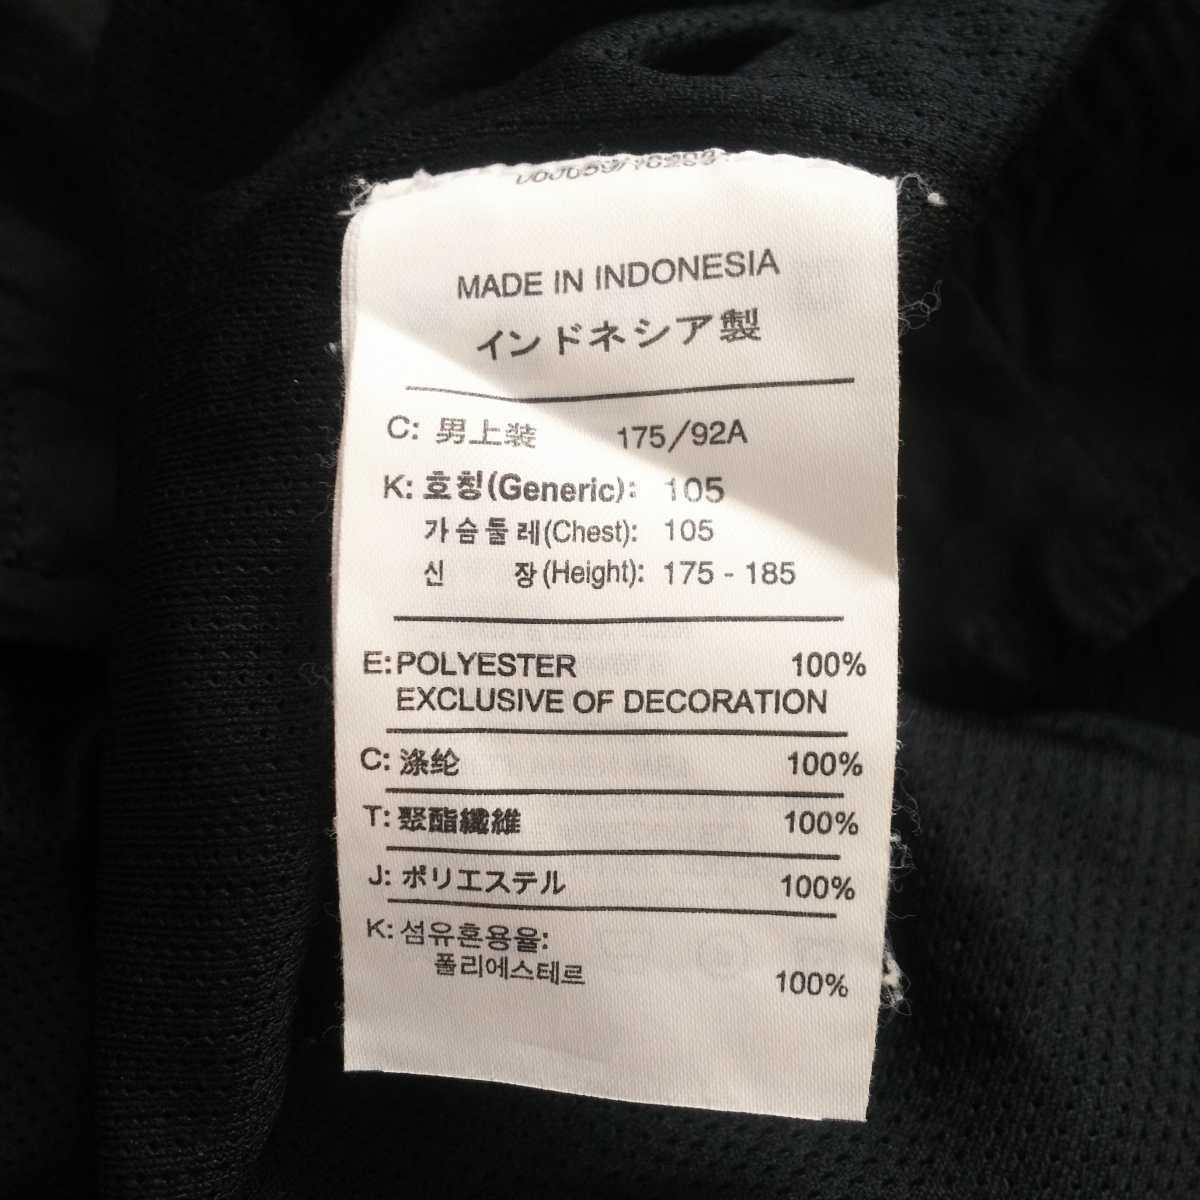 MADE IN INDONESIA
インドネシア製
C: 男上装 175/92A
K: 호칭(Generic): 105
가슴둘레(Chest): 105
신 장(Height): 175 - 185
E: POLYESTER 100%
EXCLUSIVE OF DECORATION
C: 涤纶 100%
T: 聚酯纖維 100%
J: ポリエステル 100%
K: 섬유혼용율:
폴리에스테르 100%